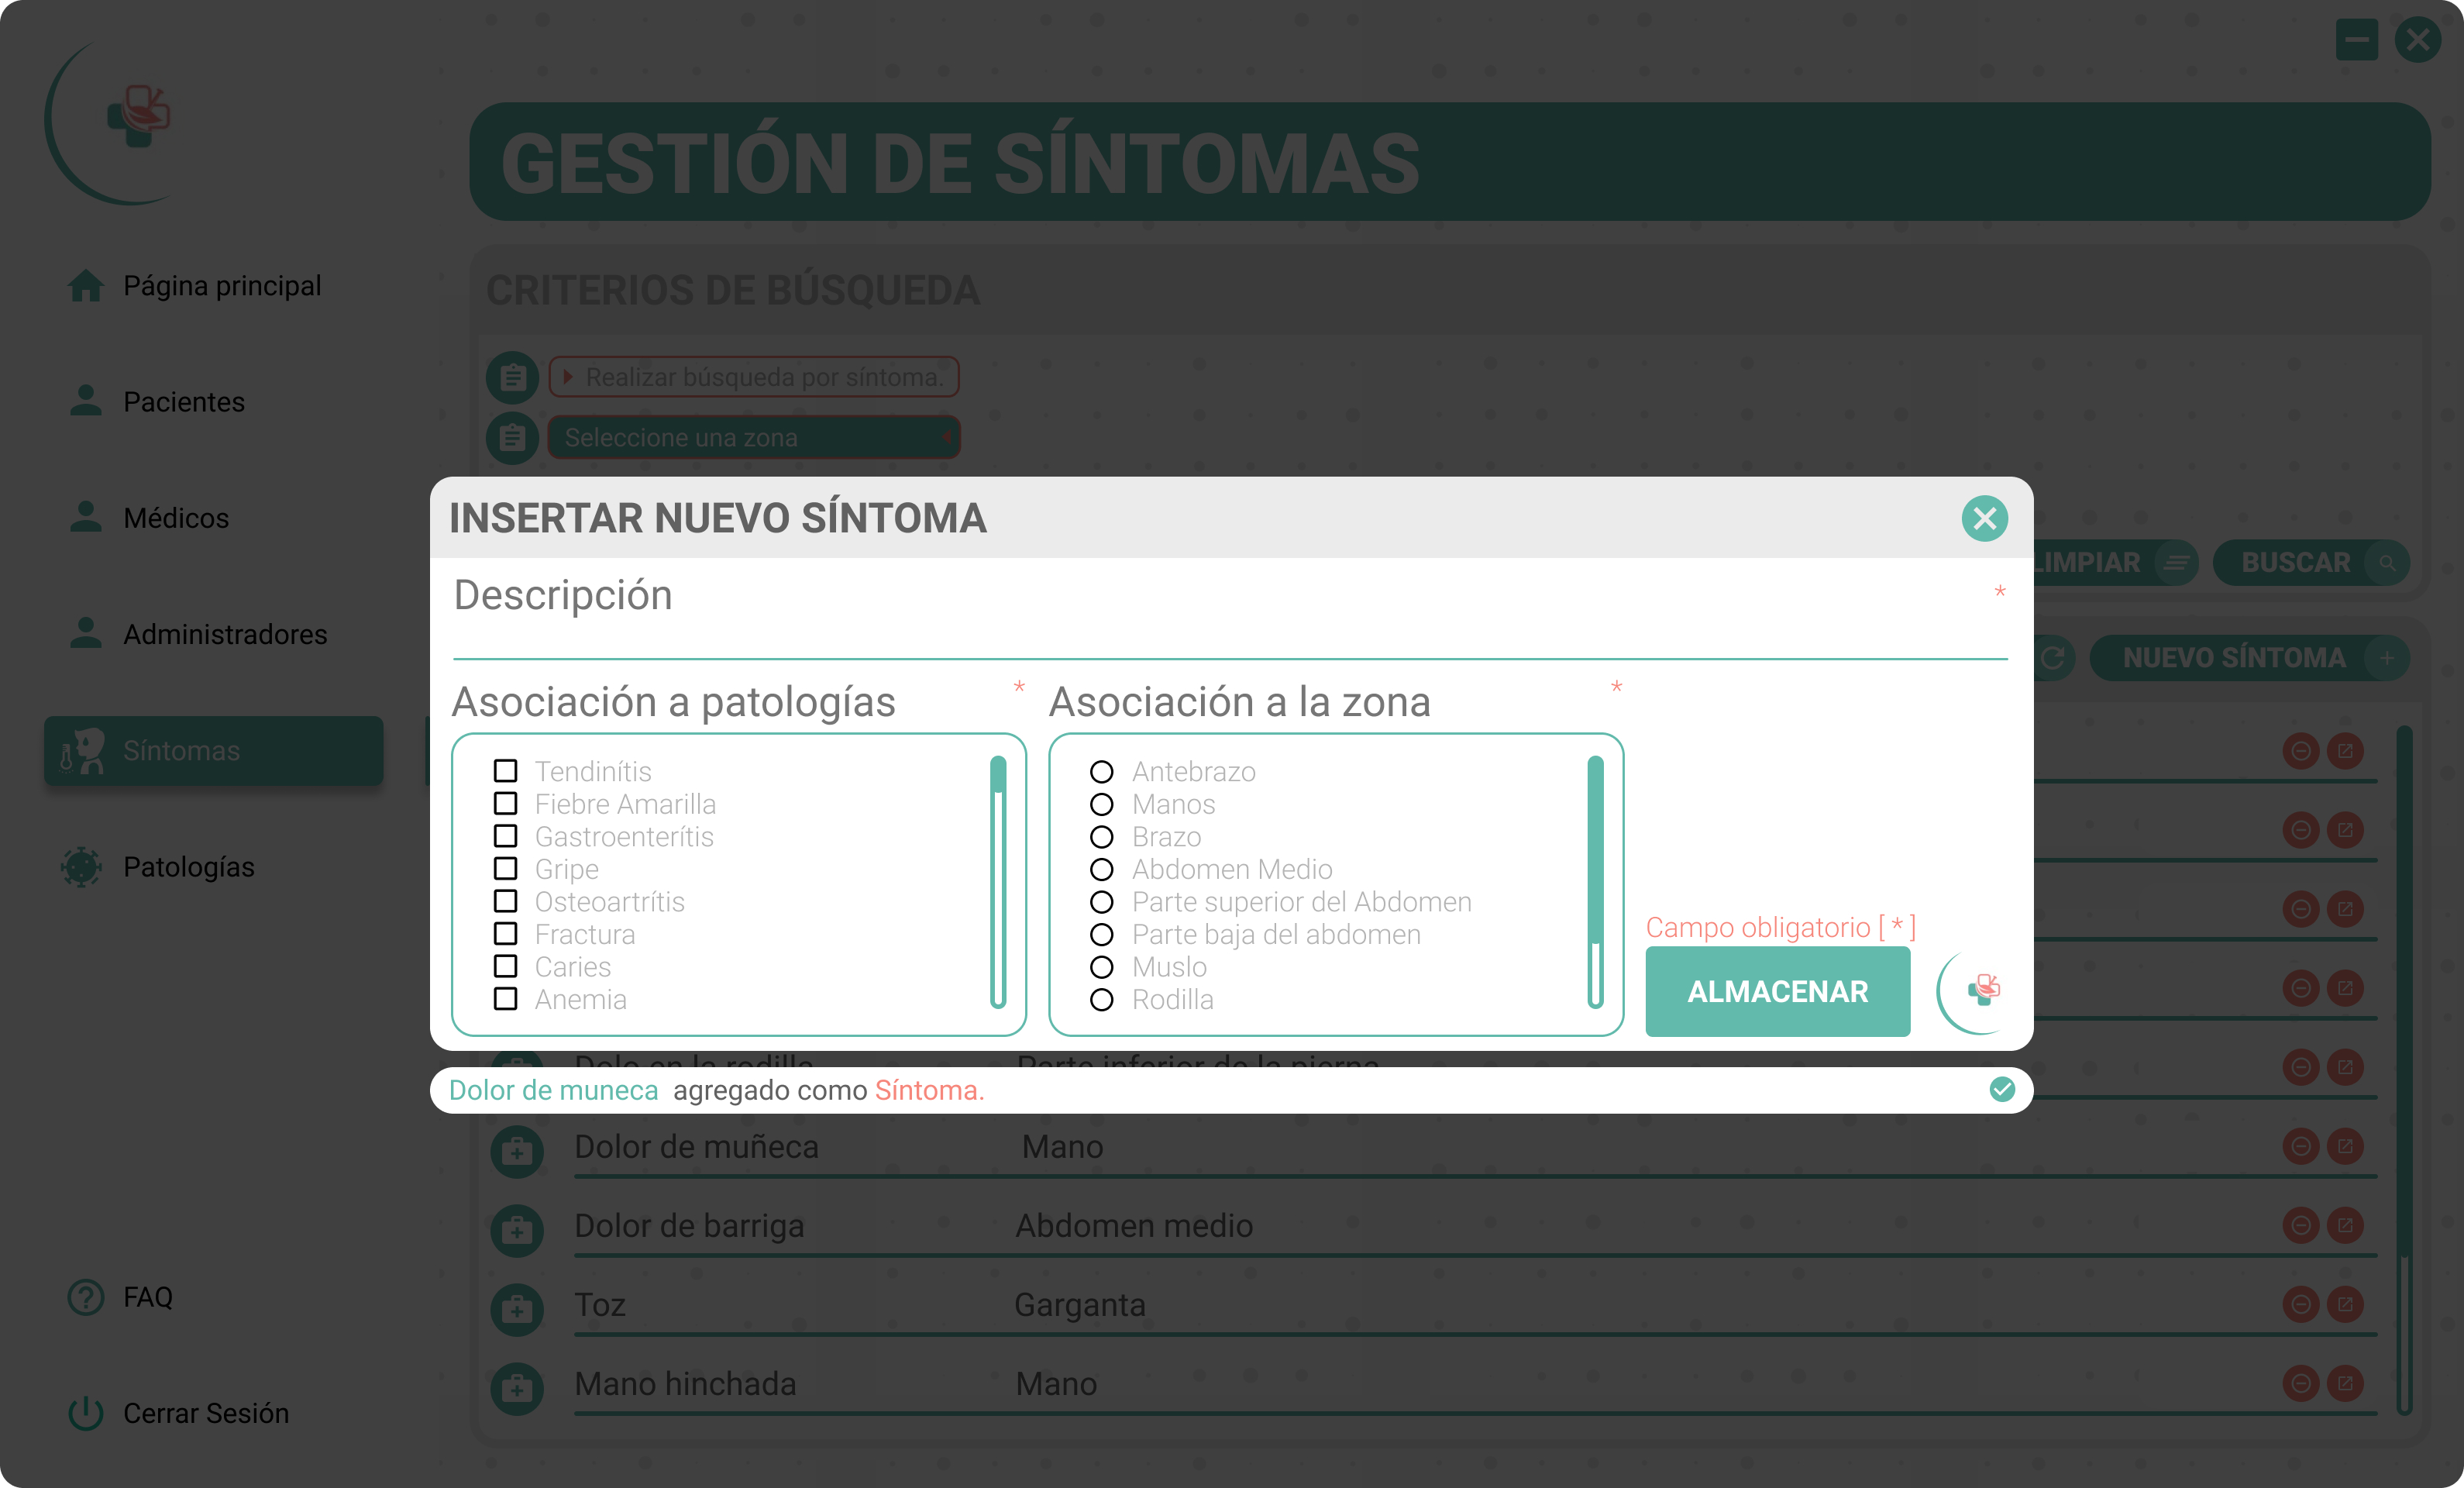 GESTIÓN DE SÍNTOMAS
Página principal
Pacientes
Médicos
Administradores
Síntomas
Patologías
FAQ
Cerrar Sesión
CRITERIOS DE BÚSQUEDA
Realizar búsqueda por síntoma.
Seleccione una zona
LIMPIAR
BUSCAR
NUEVO SÍNTOMA
INSERTAR NUEVO SÍNTOMA
Descripción *
Asociación a patologías *
Tendinítis
Fiebre Amarilla
Gastroenterítis
Gripe
Osteoartrítis
Fractura
Caries
Anemia
Asociación a la zona *
Antebrazo
Manos
Brazo
Abdomen Medio
Parte superior del Abdomen
Parte baja del abdomen
Muslo
Rodilla
Campo obligatorio [ * ]
ALMACENAR
Dolo en la rodilla Parte inferior de la pierna
Dolor de muneca agregado como Síntoma.
Dolor de muñeca Mano
Dolor de barriga Abdomen medio
Toz Garganta
Mano hinchada Mano